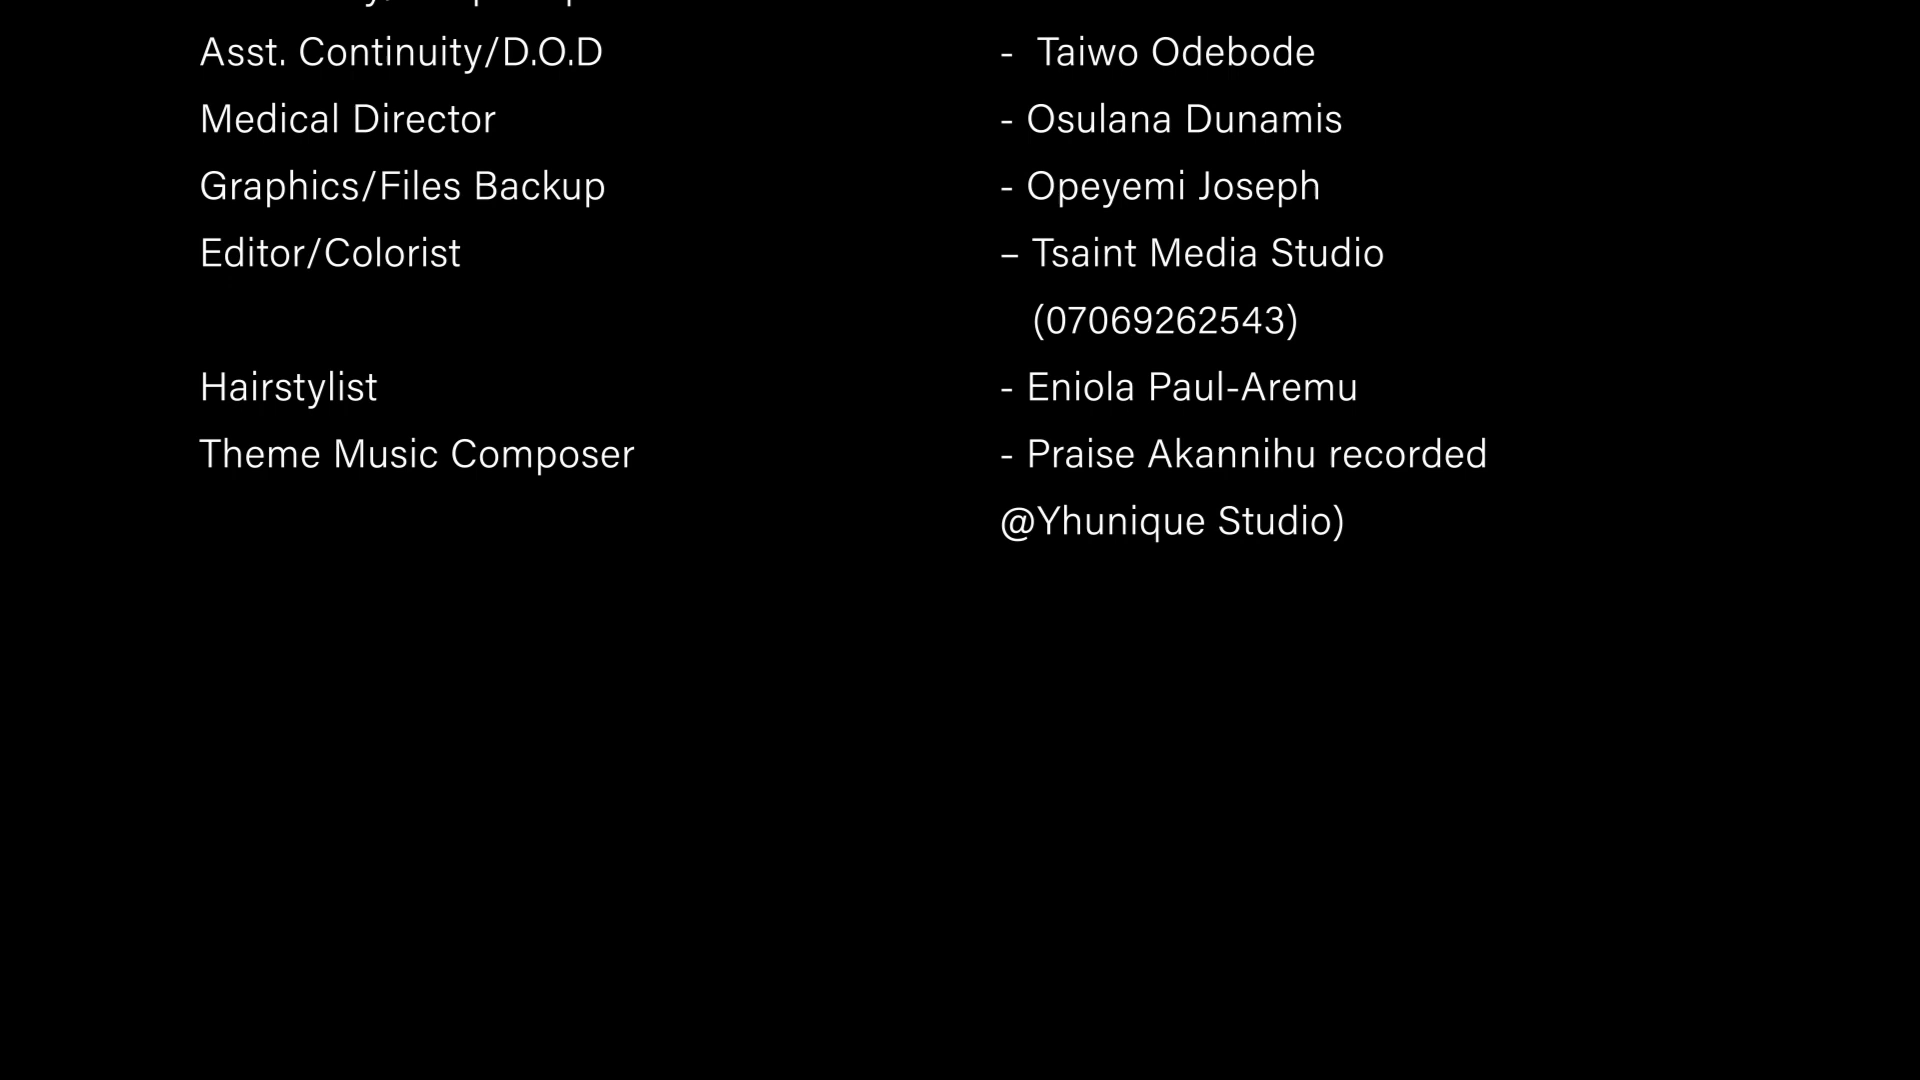 Asst. Continuity/D.O.D - Taiwo Odebode
Medical Director - Osulana Dunamis
Graphics/Files Backup - Opeyemi Joseph
Editor/Colorist – Tsaint Media Studio
(07069262543)
Hairstylist - Eniola Paul-Aremu
Theme Music Composer - Praise Akannihu recorded
@Yhunique Studio)